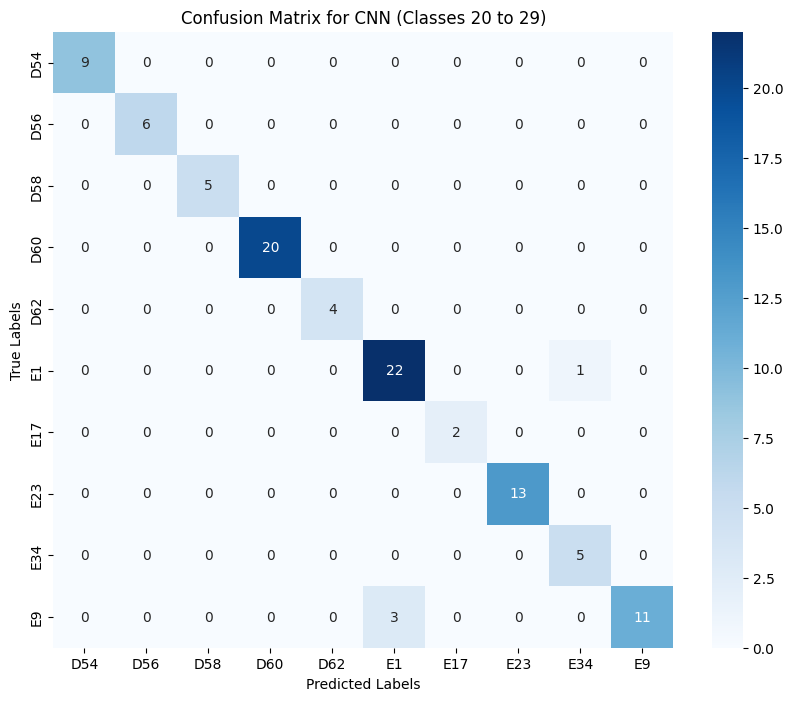 Confusion Matrix for CNN (Classes 20 to 29)
D54 9 0 0 0 0 0 0 0 0 0
D56 0 6 0 0 0 0 0 0 0 0
D58 0 0 5 0 0 0 0 0 0 0
D60 0 0 0 20 0 0 0 0 0 0
D62 0 0 0 0 4 0 0 0 0 0
E1 0 0 0 0 0 22 0 0 1 0
E17 0 0 0 0 0 0 2 0 0 0
E23 0 0 0 0 0 0 0 13 0 0
E34 0 0 0 0 0 0 0 0 5 0
E9 0 0 0 0 0 3 0 0 0 11
D54 D56 D58 D60 D62 E1 E17 E23 E34 E9
Predicted Labels
True Labels
20.0
17.5
15.0
12.5
10.0
7.5
5.0
2.5
0.0